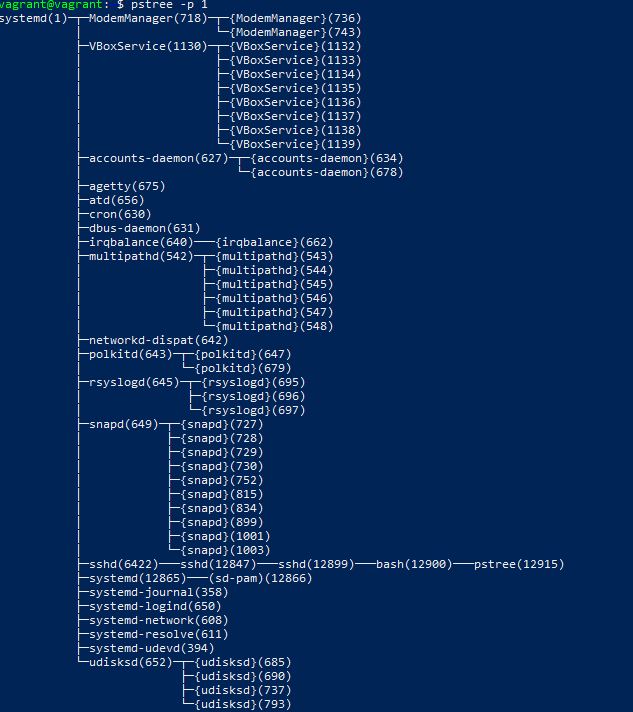 vagrant@vagrant: $ pstree -p 1
systemd(1)─┬─ModemManager(718)─┬─{ModemManager}(736)
           │                   └─{ModemManager}(743)
           ├─VBoxService(1130)─┬─{VBoxService}(1132)
           │                   ├─{VBoxService}(1133)
           │                   ├─{VBoxService}(1134)
           │                   ├─{VBoxService}(1135)
           │                   ├─{VBoxService}(1136)
           │                   ├─{VBoxService}(1137)
           │                   ├─{VBoxService}(1138)
           │                   └─{VBoxService}(1139)
           ├─accounts-daemon(627)─┬─{accounts-daemon}(634)
           │                      └─{accounts-daemon}(678)
           ├─agetty(675)
           ├─atd(656)
           ├─cron(630)
           ├─dbus-daemon(631)
           ├─irqbalance(640)───{irqbalance}(662)
           ├─multipathd(542)─┬─{multipathd}(543)
           │                 ├─{multipathd}(544)
           │                 ├─{multipathd}(545)
           │                 ├─{multipathd}(546)
           │                 ├─{multipathd}(547)
           │                 └─{multipathd}(548)
           ├─networkd-dispat(642)
           ├─polkitd(643)─┬─{polkitd}(647)
           │              └─{polkitd}(679)
           ├─rsyslogd(645)─┬─{rsyslogd}(695)
           │               ├─{rsyslogd}(696)
           │               └─{rsyslogd}(697)
           ├─snapd(649)─┬─{snapd}(727)
           │            ├─{snapd}(728)
           │            ├─{snapd}(729)
           │            ├─{snapd}(730)
           │            ├─{snapd}(752)
           │            ├─{snapd}(815)
           │            ├─{snapd}(834)
           │            ├─{snapd}(899)
           │            ├─{snapd}(1001)
           │            └─{snapd}(1003)
           ├─sshd(6422)───sshd(12847)───sshd(12899)───bash(12900)───pstree(12915)
           ├─systemd(12865)───(sd-pam)(12866)
           ├─systemd-journal(358)
           ├─systemd-logind(650)
           ├─systemd-network(608)
           ├─systemd-resolve(611)
           ├─systemd-udevd(394)
           └─udisksd(652)─┬─{udisksd}(685)
                          ├─{udisksd}(690)
                          ├─{udisksd}(737)
                          └─{udisksd}(793)